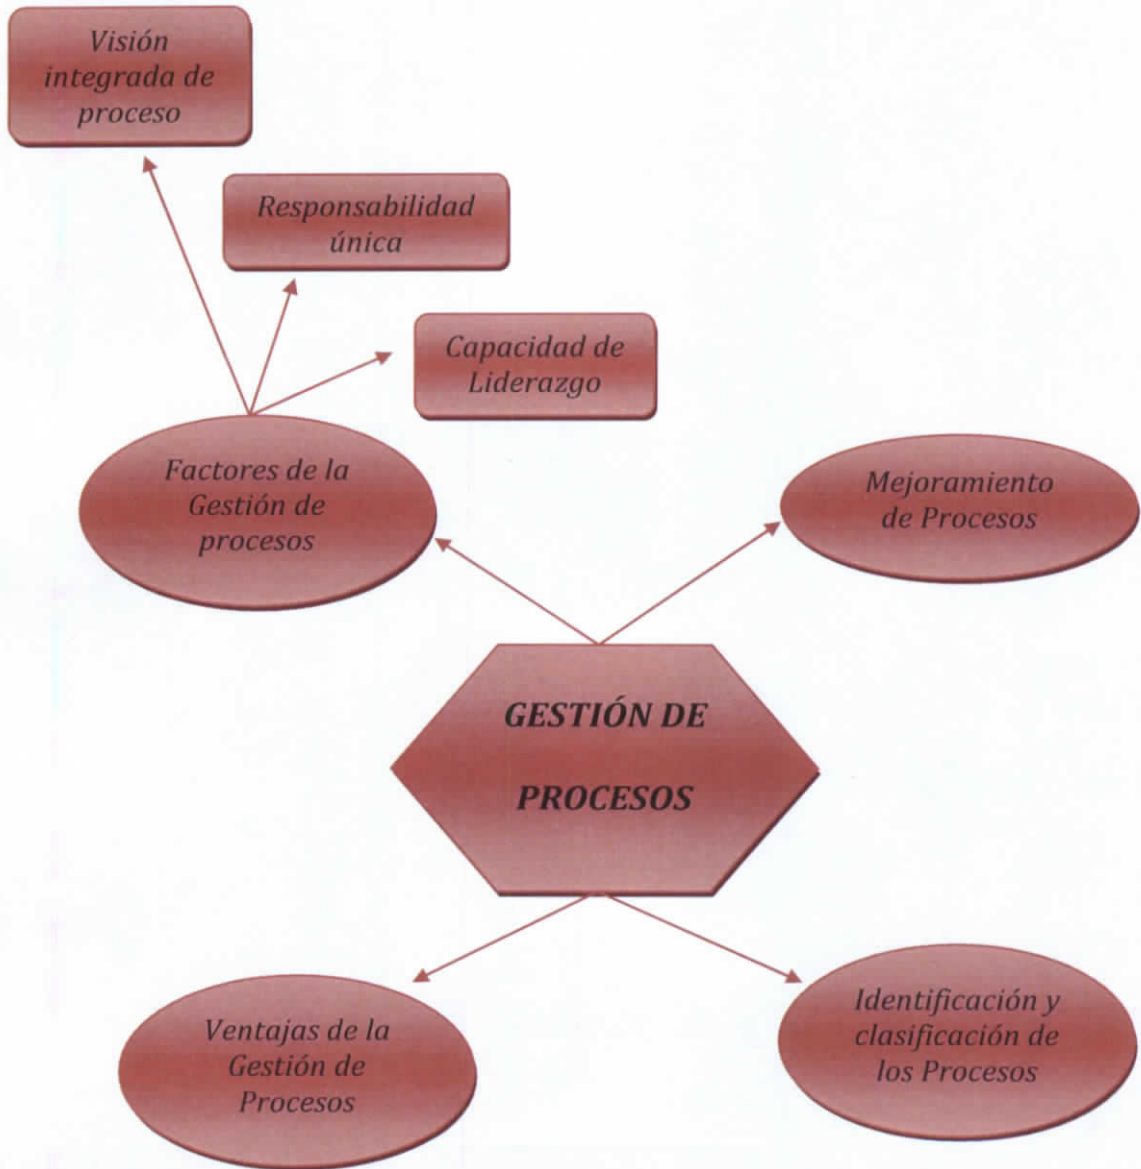 Visión
integrada de
proceso
Responsabilidad
única
Capacidad de
Liderazgo
Factores de la
Gestión de
procesos
Mejoramiento
de Procesos
GESTIÓN DE
PROCESOS
Ventajas de la
Gestión de
Procesos
Identificación y
clasificación de
los Procesos